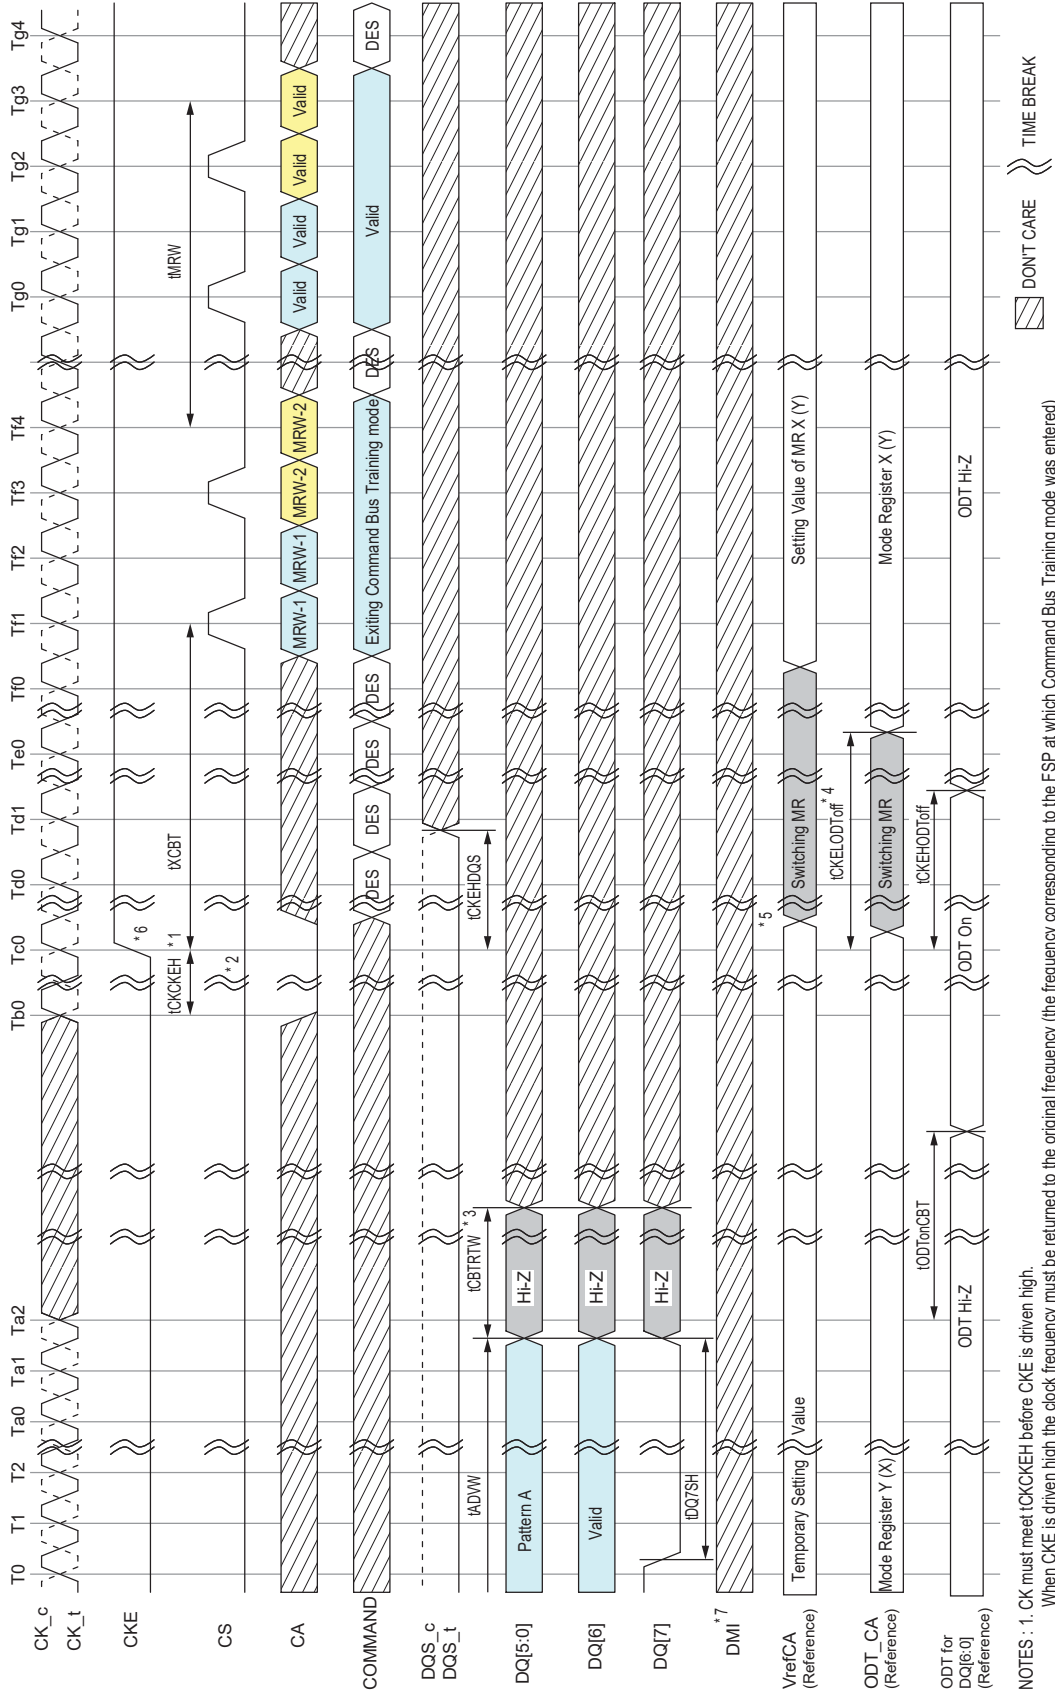 T0 T1 T2 Ta0 Ta1 Ta2 Tb0 Tc0 Td0 Td1 Te0 Tf0 Tf1 Tf2 Tf3 Tf4 Tg0 Tg1 Tg2 Tg3 Tg4
CK_c
CK_t
CKE
*6
tCKCKEH *1
tXCBT
tMRW
CS
*2
CA
MRW-1 MRW-1 MRW-2 MRW-2 Valid Valid Valid Valid
COMMAND
DES DES DES DES Exiting Command Bus Training mode DES Valid DES
DQS_c
DQS_t
tCKEHDQS
tADVW
tCBTRTW *3
DQ[5:0]
Pattern A Hi-Z
DQ[6]
Valid Hi-Z
DQ[7]
Hi-Z
tDQ7SH
DMI *7
*5
VrefCA
(Reference)
Temporary Setting Value Switching MR Setting Value of MR X (Y)
tCKELODToff *4
ODT_CA
(Reference)
Mode Register Y (X) Switching MR Mode Register X (Y)
tODTonCBT
tCKEHODToff
ODT for
DQ[6:0]
(Reference)
ODT Hi-Z ODT On ODT Hi-Z
DON'T CARE TIME BREAK
NOTES : 1. CK must meet tCKCKEH before CKE is driven high.
When CKE is driven high the clock frequency must be returned to the original frequency (the frequency corresponding to the FSP at which Command Bus Training mode was entered)